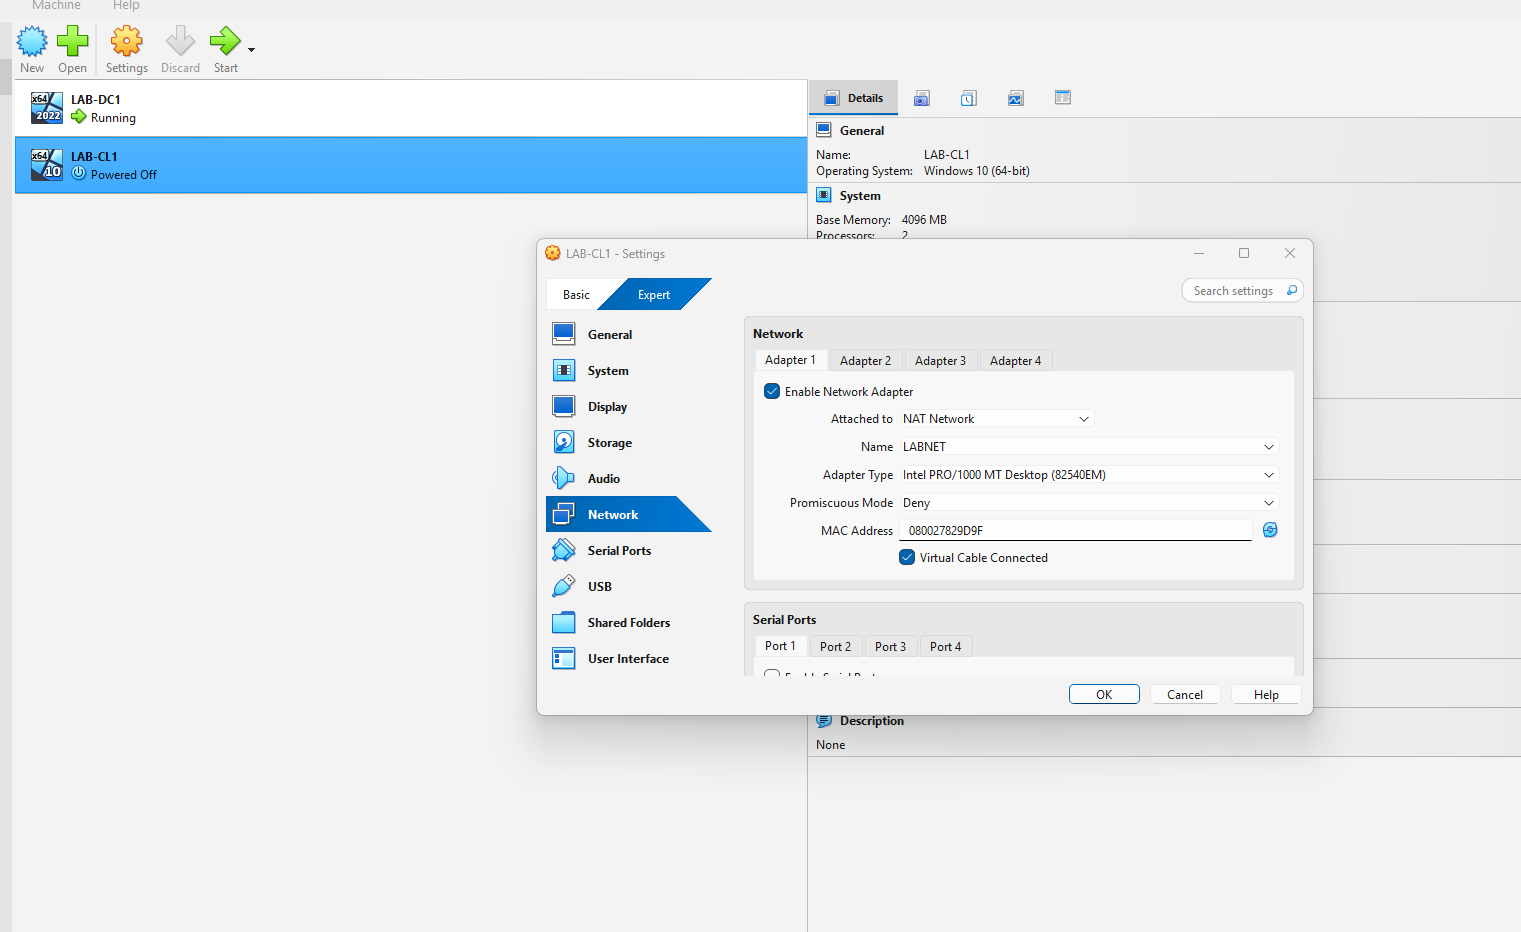 Machine Help
New Open Settings Discard Start
x64 2022
LAB-DC1
Running
x64 10
LAB-CL1
Powered Off
Details
General
Name: LAB-CL1
Operating System: Windows 10 (64-bit)
System
Base Memory: 4096 MB
Processors: 2
LAB-CL1 - Settings
Basic Expert
Search settings
General
System
Display
Storage
Audio
Network
Serial Ports
USB
Shared Folders
User Interface
Network
Adapter 1 Adapter 2 Adapter 3 Adapter 4
Enable Network Adapter
Attached to NAT Network
Name LABNET
Adapter Type Intel PRO/1000 MT Desktop (82540EM)
Promiscuous Mode Deny
MAC Address 080027829D9F
Virtual Cable Connected
Serial Ports
Port 1 Port 2 Port 3 Port 4
Enable Serial Port
OK Cancel Help
Description
None